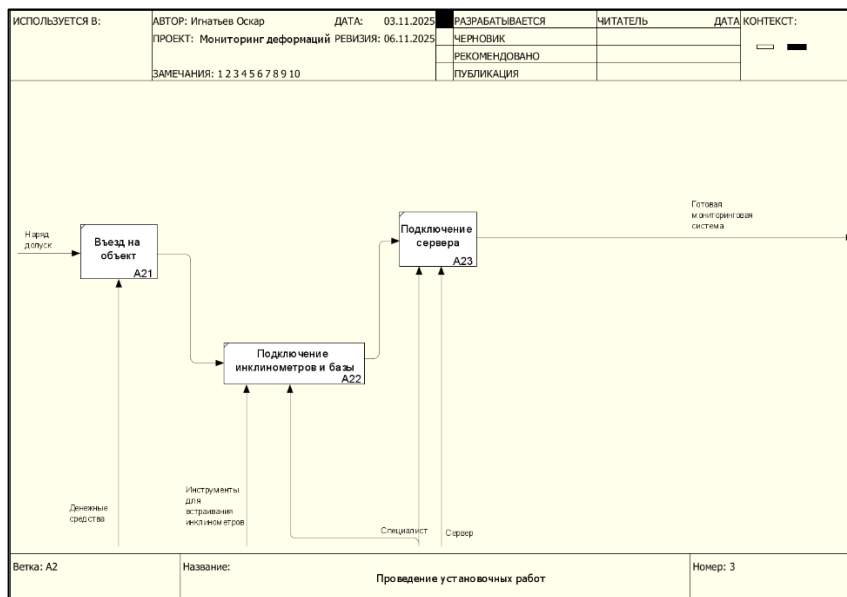 ИСПОЛЬЗУЕТСЯ В:
АВТОР: Игнатьев Оскар
ДАТА: 03.11.2025
ПРОЕКТ: Мониторинг деформаций
РЕВИЗИЯ: 06.11.2025
ЗАМЕЧАНИЯ: 1 2 3 4 5 6 7 8 9 10
РАЗРАБАТЫВАЕТСЯ
ЧЕРНОВИК
РЕКОМЕНДОВАНО
ПУБЛИКАЦИЯ
ЧИТАТЕЛЬ
ДАТА
КОНТЕКСТ:
Наряд
допуск
Въезд на
объект
A21
Подключение
сервера
A23
Готовая
мониторинговая
система
Подключение
инклинометров и базы
A22
Денежные
средства
Инструменты
для
встраивания
инклинометров
Специалист
Сервер
Ветка: A2
Название:
Проведение установочных работ
Номер: 3